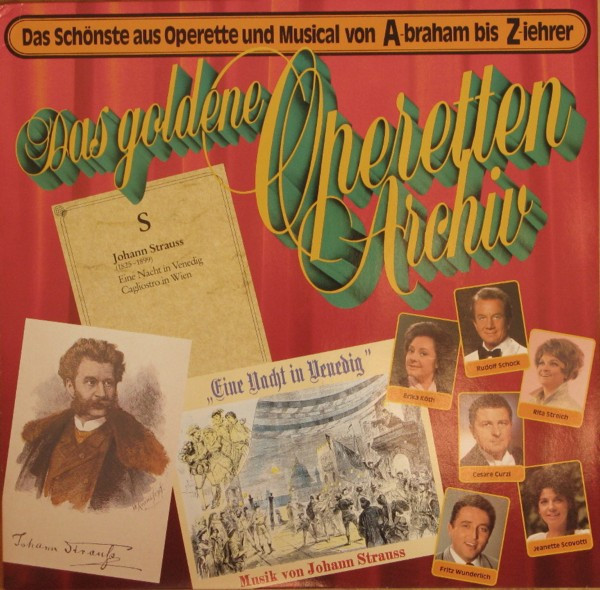 Das Schönste aus Operette und Musical von A-braham bis Z-iehrer
Das goldene
Operetten
Archiv
S
Johann Strauss
(1825-1899)
Eine Nacht in Venedig
Cagliostro in Wien
„Eine Nacht in Venedig”
Musik von Johann Strauss
Johann Strauss
Erika Köth
Rudolf Schock
Rita Streich
Cesare Curzi
Fritz Wunderlich
Jeanette Scovotti